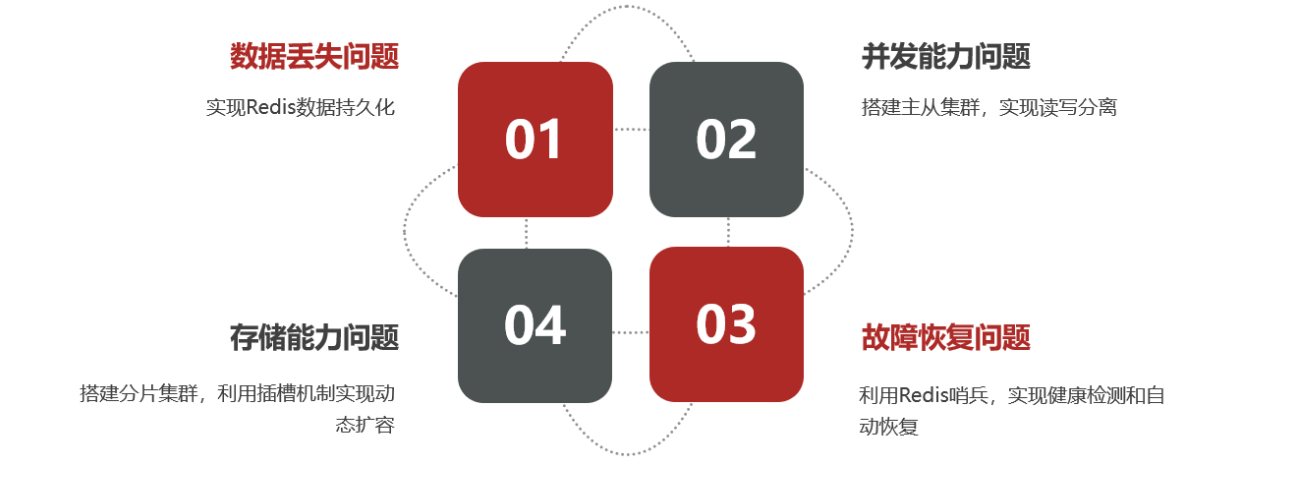 数据丢失问题
实现Redis数据持久化
01
02
并发能力问题
搭建主从集群，实现读写分离
存储能力问题
搭建分片集群，利用插槽机制实现动
态扩容
04
03
故障恢复问题
利用Redis哨兵，实现健康检测和自
动恢复